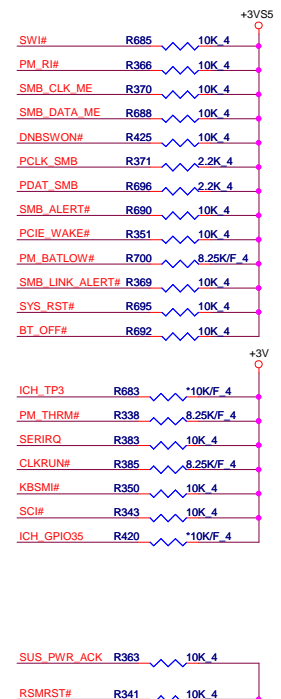 +3VS5
SWI# R685 10K_4
PM_RI# R366 10K_4
SMB_CLK_ME R370 10K_4
SMB_DATA_ME R688 10K_4
DNBSWON# R425 10K_4
PCLK_SMB R371 2.2K_4
PDAT_SMB R696 2.2K_4
SMB_ALERT# R690 10K_4
PCIE_WAKE# R351 10K_4
PM_BATLOW# R700 8.25K/F_4
SMB_LINK_ALERT# R369 10K_4
SYS_RST# R695 10K_4
BT_OFF# R692 10K_4
+3V
ICH_TP3 R683 *10K/F_4
PM_THRM# R338 8.25K/F_4
SERIRQ R383 10K_4
CLKRUN# R385 8.25K/F_4
KBSMI# R350 10K_4
SCI# R343 10K_4
ICH_GPIO35 R420 *10K/F_4
SUS_PWR_ACK R363 10K_4
RSMRST# R341 10K_4